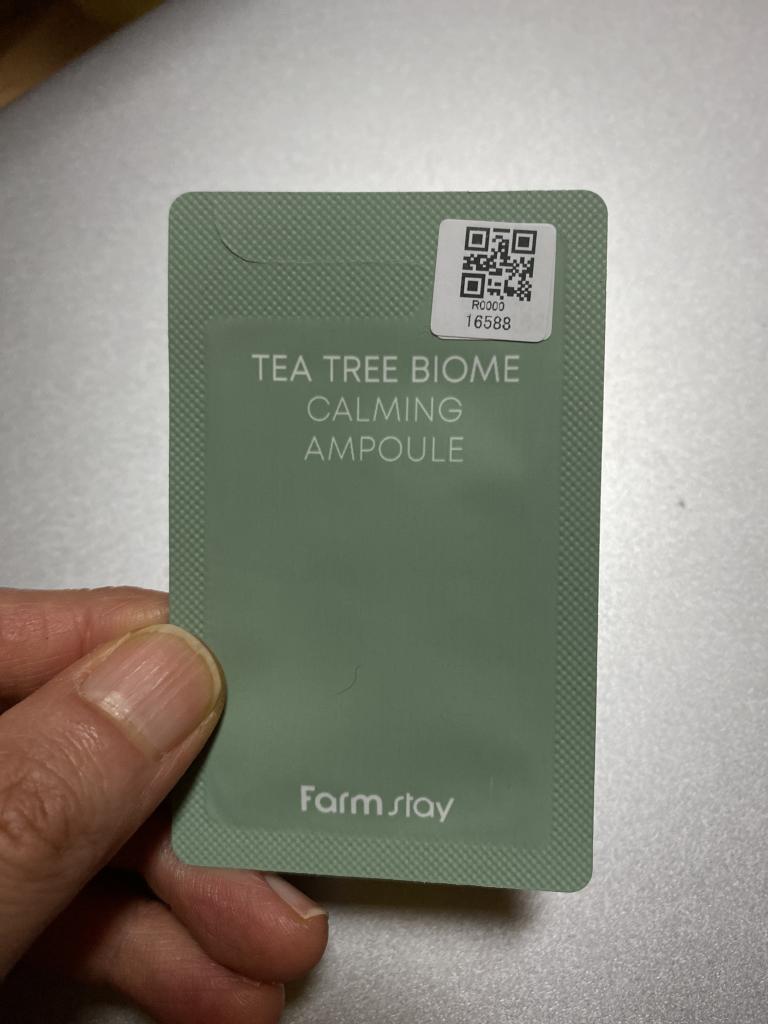 R0000
16588
TEA TREE BIOME
CALMING
AMPOULE
Farm stay